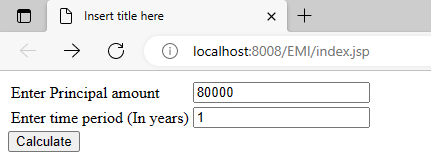 Insert title here
localhost:8008/EMI/index.jsp
Enter Principal amount 80000
Enter time period (In years) 1
Calculate